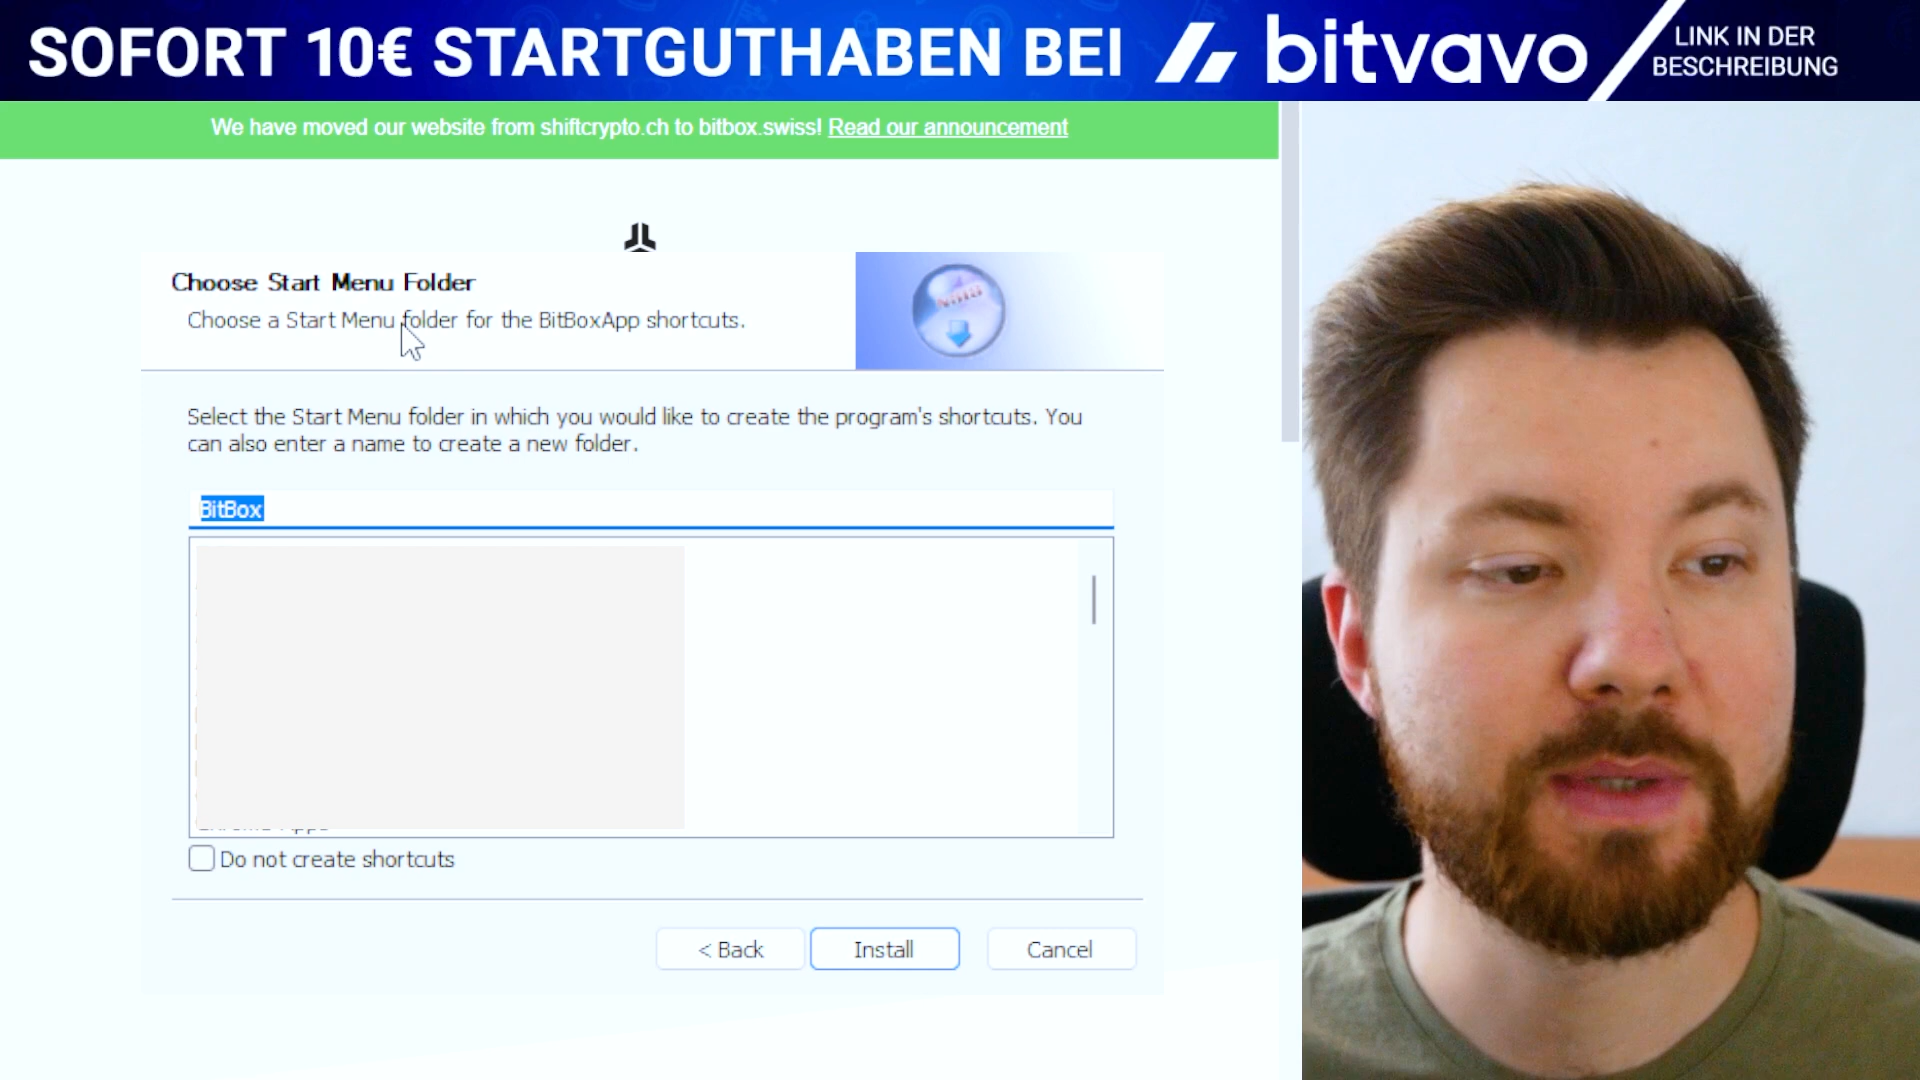 SOFORT 10€ STARTGUTHABEN BEI bitvavo
LINK IN DER
BESCHREIBUNG
We have moved our website from shiftcrypto.ch to bitbox.swiss! Read our announcement
Choose Start Menu Folder
Choose a Start Menu folder for the BitBoxApp shortcuts.
Select the Start Menu folder in which you would like to create the program's shortcuts. You
can also enter a name to create a new folder.
BitBox
Do not create shortcuts
< Back
Install
Cancel